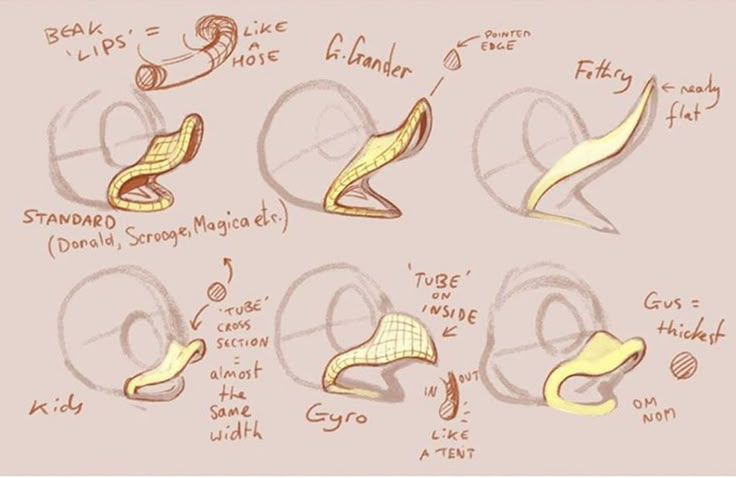 BEAK
'LIPS' =
LIKE
A
HOSE
G. Gander
POINTED
EDGE
Fethry
← nearly
flat
STANDARD
(Donald, Scrooge, Magica etc.)
Kids
'TUBE'
CROSS
SECTION
=
almost
the
same
width
Gyro
'TUBE'
ON
INSIDE
IN
OUT
LIKE
A TENT
Gus =
thickest
OM
NOM